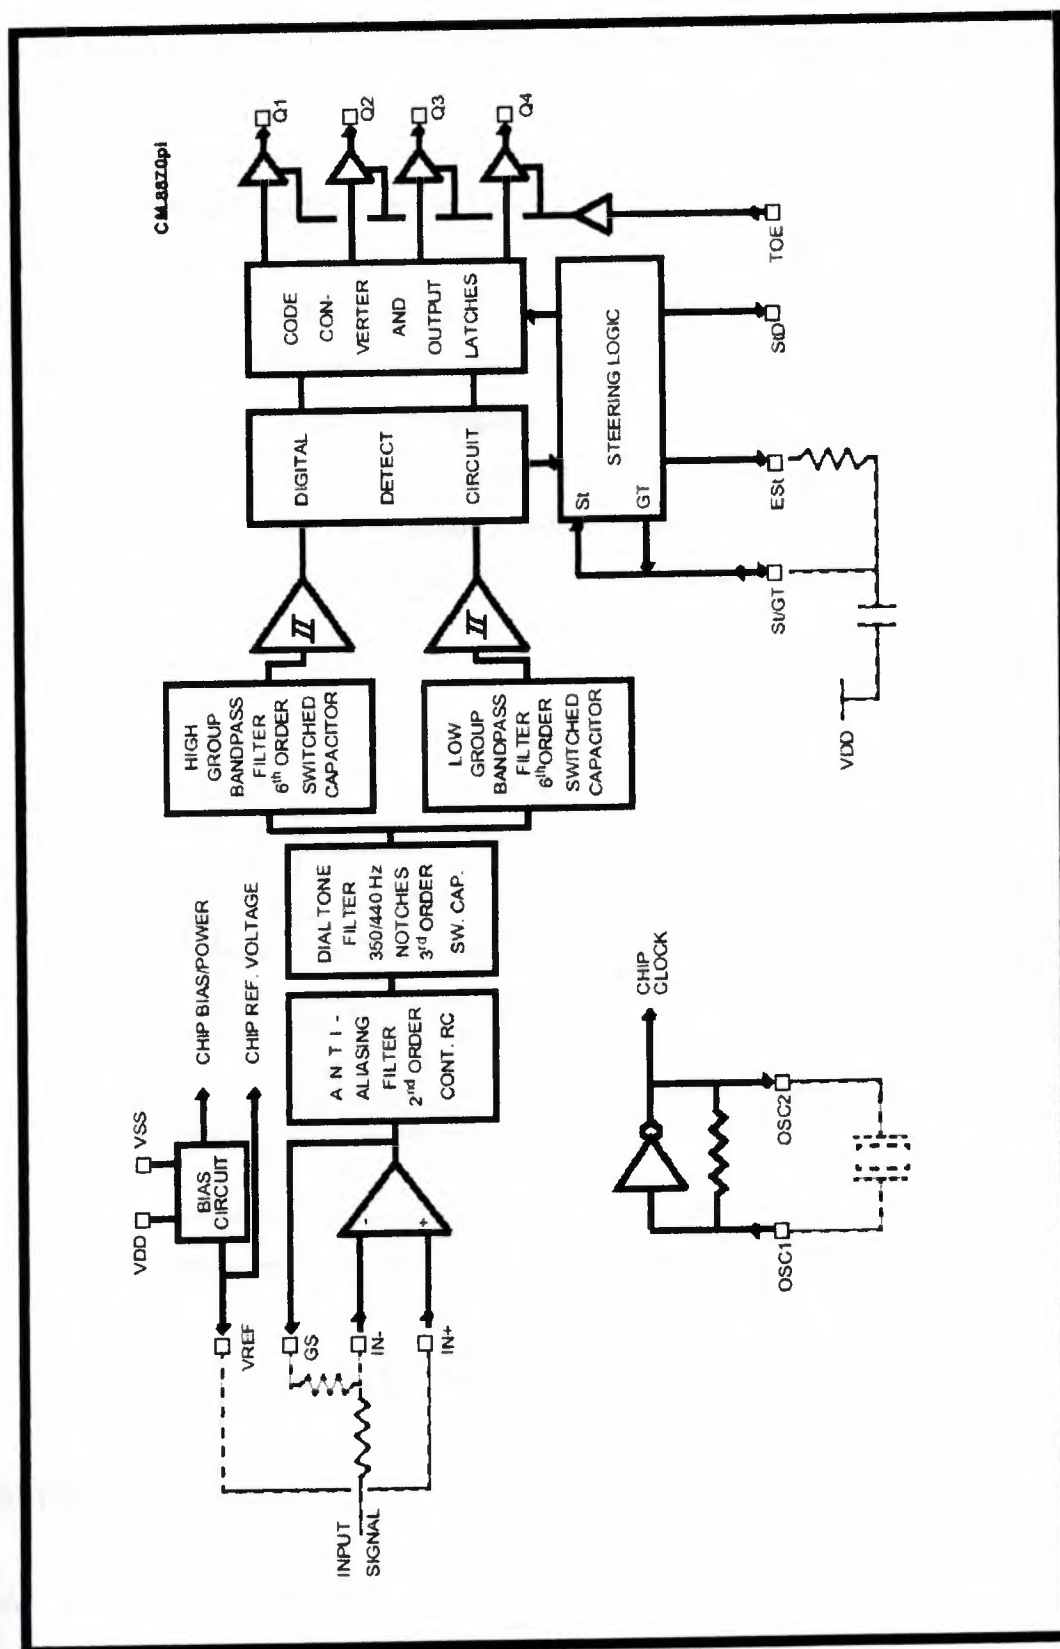 CM8870pi
VDD
VSS
BIAS
CIRCUIT
CHIP BIAS/POWER
CHIP REF. VOLTAGE
VREF
GS
IN-
IN+
INPUT
SIGNAL
-
+
A N T I -
ALIASING
FILTER
2nd ORDER
CONT. RC
DIAL TONE
FILTER
350/440 Hz
NOTCHES
3rd ORDER
SW. CAP.
HIGH
GROUP
BANDPASS
FILTER
6th ORDER
SWITCHED
CAPACITOR
LOW
GROUP
BANDPASS
FILTER
6th ORDER
SWITCHED
CAPACITOR
DIGITAL
DETECT
CIRCUIT
CODE
CON-
VERTER
AND
OUTPUT
LATCHES
Q1
Q2
Q3
Q4
St
GT
STEERING LOGIC
VDD
St/GT
ESt
StD
TOE
OSC1
OSC2
CHIP
CLOCK